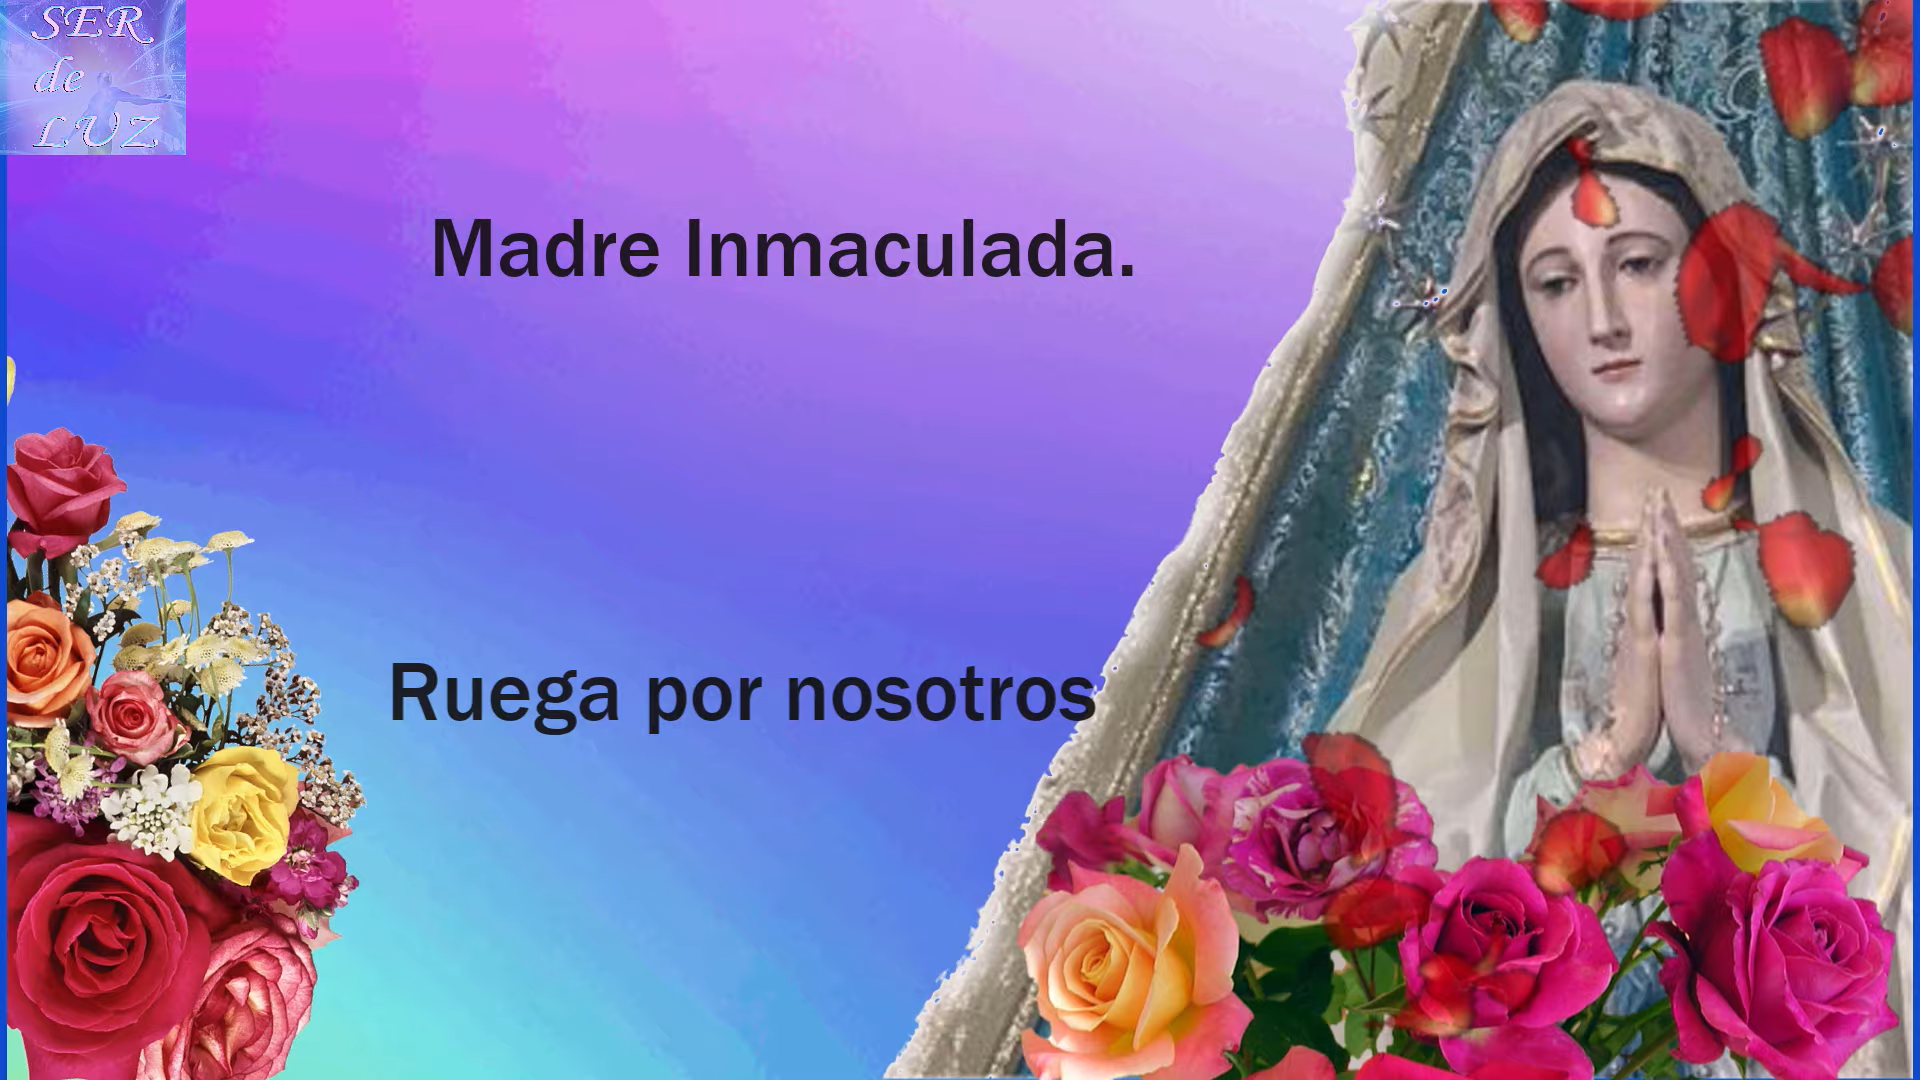 SER
de
LUZ
Madre Inmaculada.
Ruega por nosotros